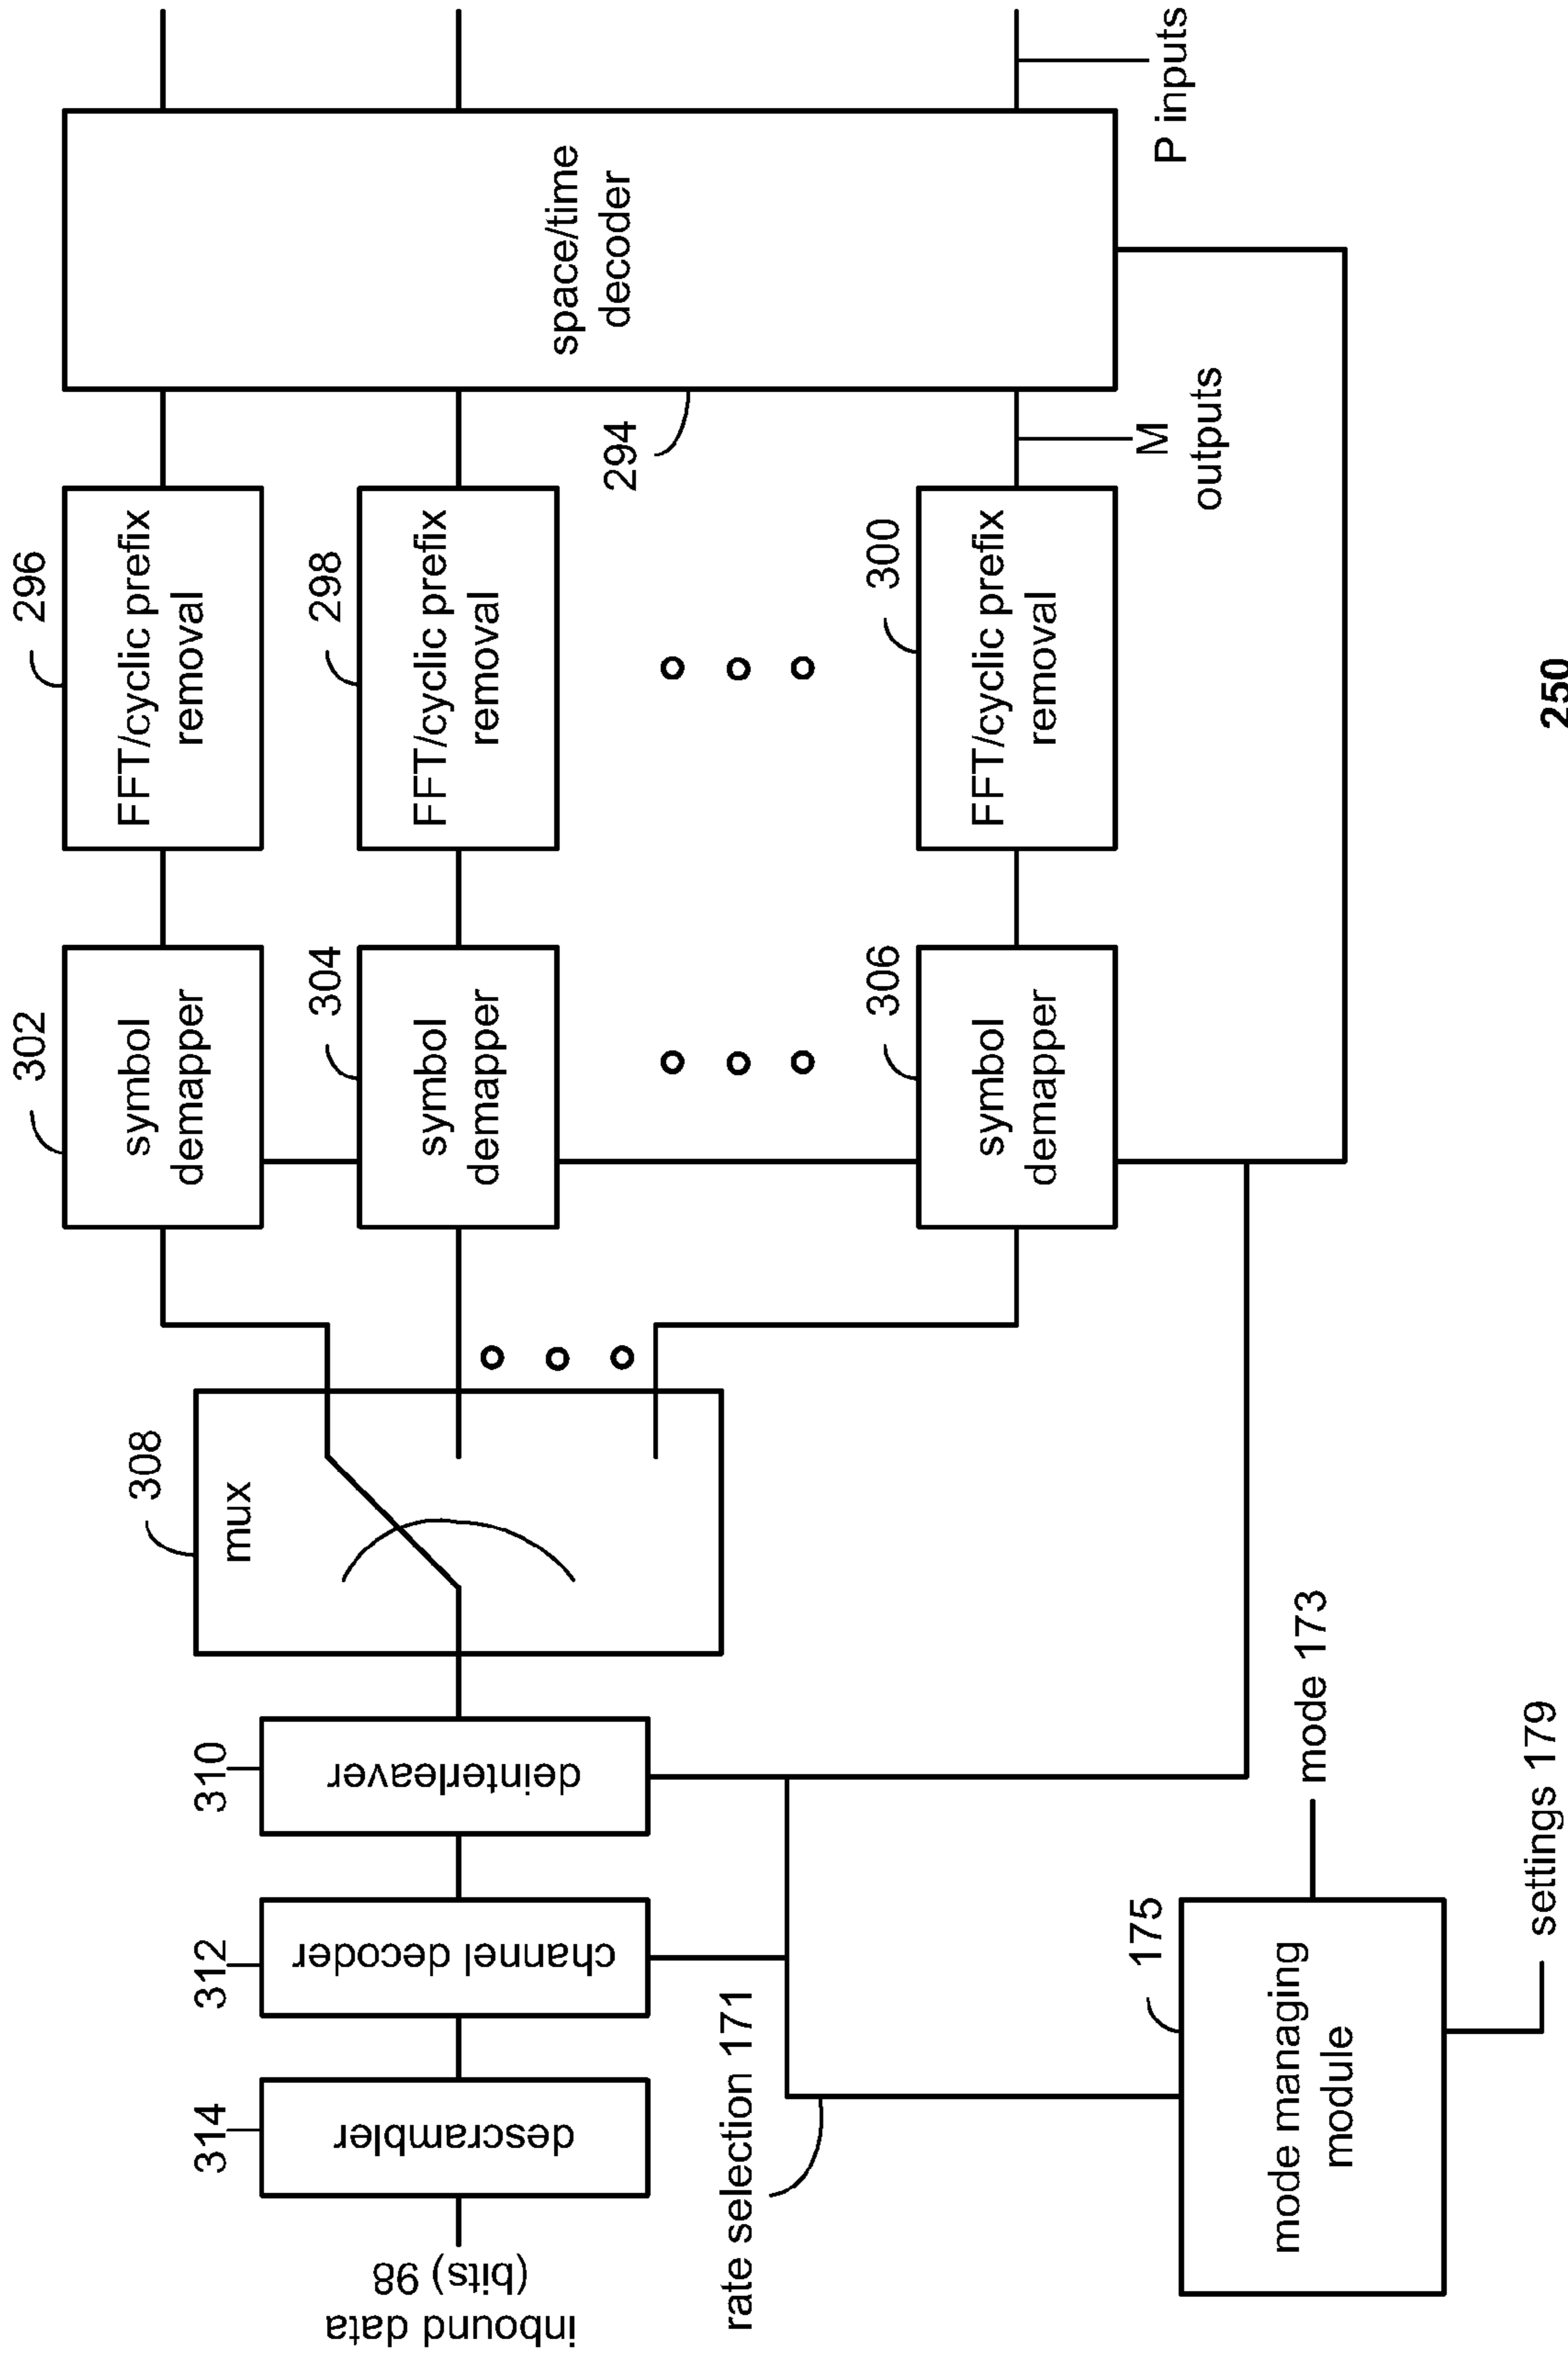 inbound data
(bits) 98
314
descrambler
312
channel decoder
310
deinterleaver
308
mux
302
symbol
demapper
304
symbol
demapper
306
symbol
demapper
296
FFT/cyclic prefix
removal
298
FFT/cyclic prefix
removal
300
FFT/cyclic prefix
removal
294
space/time
decoder
M
outputs
P inputs
rate selection 171
175
mode managing
module
mode 173
settings 179
250